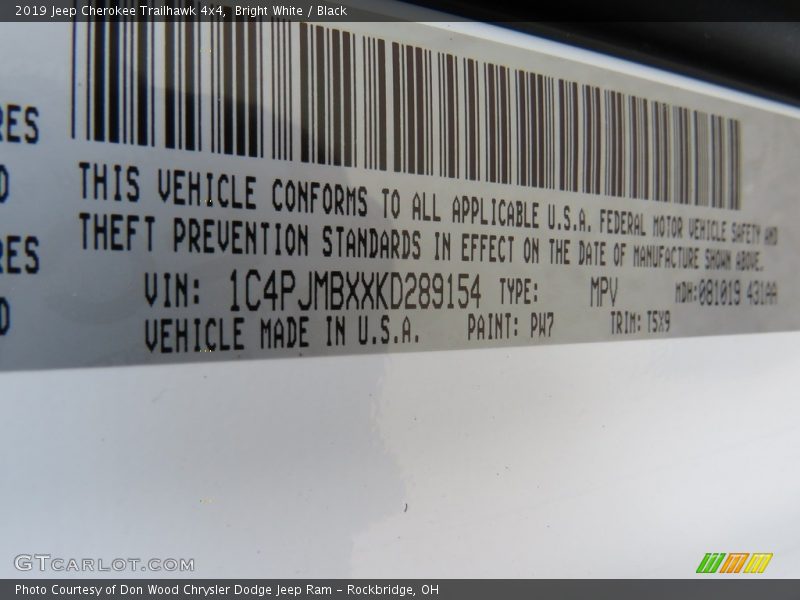 2019 Jeep Cherokee Trailhawk 4x4, Bright White / Black
RES
D
RES
D
THIS VEHICLE CONFORMS TO ALL APPLICABLE U.S.A. FEDERAL MOTOR VEHICLE SAFETY AND
THEFT PREVENTION STANDARDS IN EFFECT ON THE DATE OF MANUFACTURE SHOWN ABOVE.
VIN: 1C4PJMBXXKD289154 TYPE: MPV MDH:081019 431AA
VEHICLE MADE IN U.S.A. PAINT: PW7 TRIM: T5X9
GTCARLOT.COM
Photo Courtesy of Don Wood Chrysler Dodge Jeep Ram – Rockbridge, OH